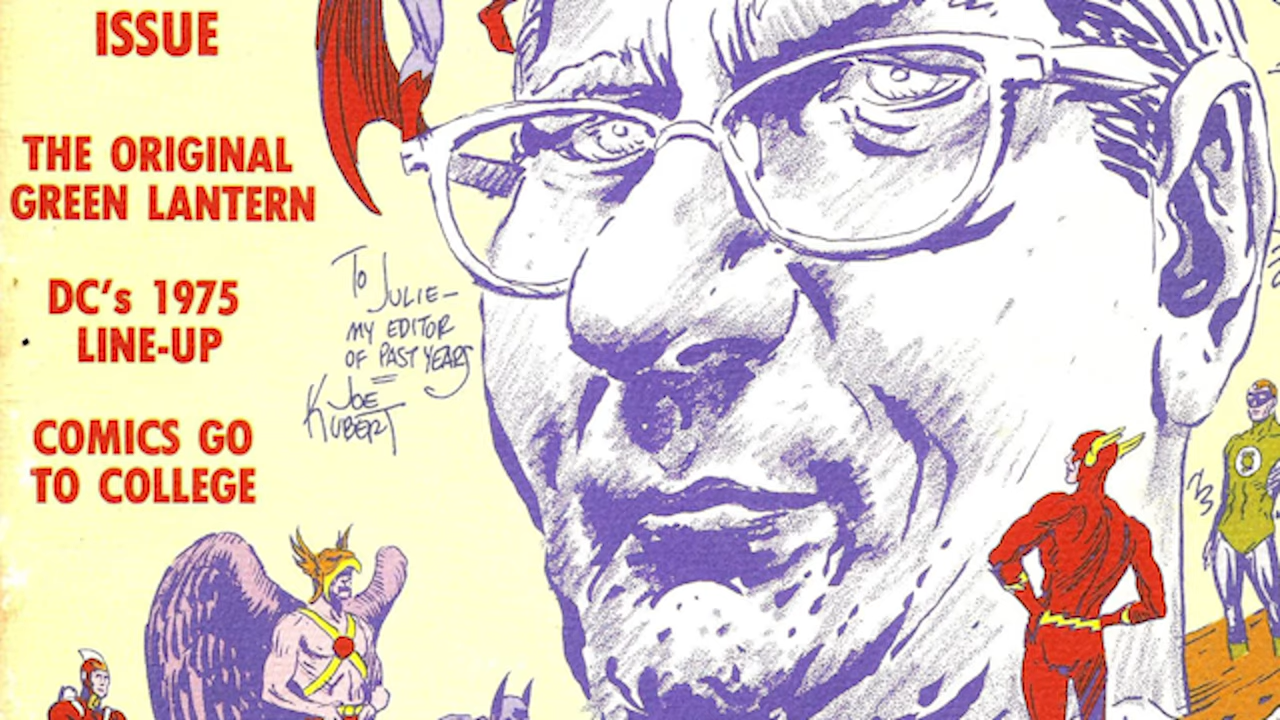 ISSUE
THE ORIGINAL
GREEN LANTERN
DC's 1975
LINE-UP
COMICS GO
TO COLLEGE
To JULIE—
MY EDITOR
OF PAST YEARS
JOE
KUBERT